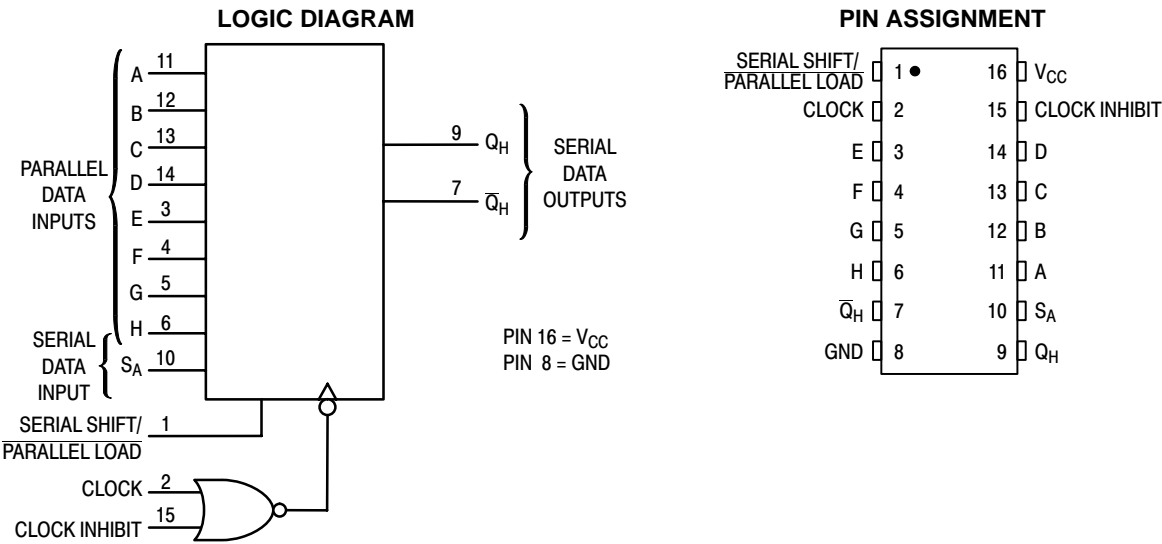 LOGIC DIAGRAM
PARALLEL
DATA
INPUTS
A 11
B 12
C 13
D 14
E 3
F 4
G 5
H 6
SERIAL
DATA
INPUT
SA 10
SERIAL SHIFT/
PARALLEL LOAD
1
CLOCK 2
CLOCK INHIBIT 15
9 QH
7 Q̅H
SERIAL
DATA
OUTPUTS
PIN 16 = VCC
PIN 8 = GND
PIN ASSIGNMENT
SERIAL SHIFT/
PARALLEL LOAD
1 16 VCC
CLOCK 2 15 CLOCK INHIBIT
E 3 14 D
F 4 13 C
G 5 12 B
H 6 11 A
Q̅H 7 10 SA
GND 8 9 QH